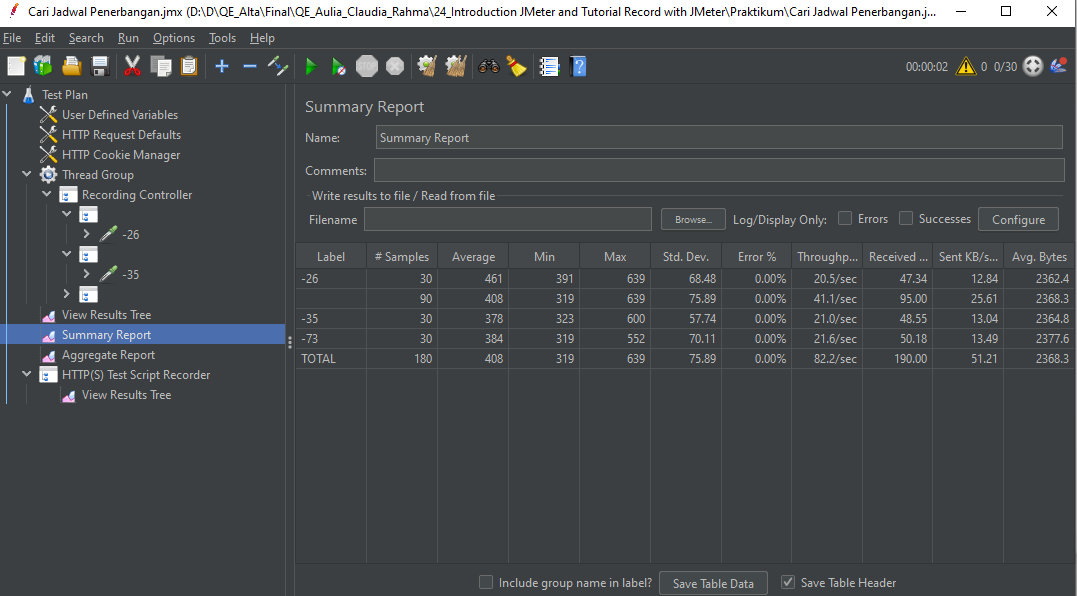 Cari Jadwal Penerbangan.jmx (D:\D\QE_Alta\Final\QE_Aulia_Claudia_Rahma\24_Introduction JMeter and Tutorial Record with JMeter\Praktikum\Cari Jadwal Penerbangan.j...
File Edit Search Run Options Tools Help
STOP
00:00:02 0 0/30
Test Plan
User Defined Variables
HTTP Request Defaults
HTTP Cookie Manager
Thread Group
Recording Controller
-26
-35
View Results Tree
Summary Report
Aggregate Report
HTTP(S) Test Script Recorder
View Results Tree
Summary Report
Name: Summary Report
Comments:
Write results to file / Read from file
Filename Browse... Log/Display Only: Errors Successes Configure
Label # Samples Average Min Max Std. Dev. Error % Throughp... Received ... Sent KB/s... Avg. Bytes
-26 30 461 391 639 68.48 0.00% 20.5/sec 47.34 12.84 2362.4
90 408 319 639 75.89 0.00% 41.1/sec 95.00 25.61 2368.3
-35 30 378 323 600 57.74 0.00% 21.0/sec 48.55 13.04 2364.8
-73 30 384 319 552 70.11 0.00% 21.6/sec 50.18 13.49 2377.6
TOTAL 180 408 319 639 75.89 0.00% 82.2/sec 190.00 51.21 2368.3
Include group name in label? Save Table Data Save Table Header